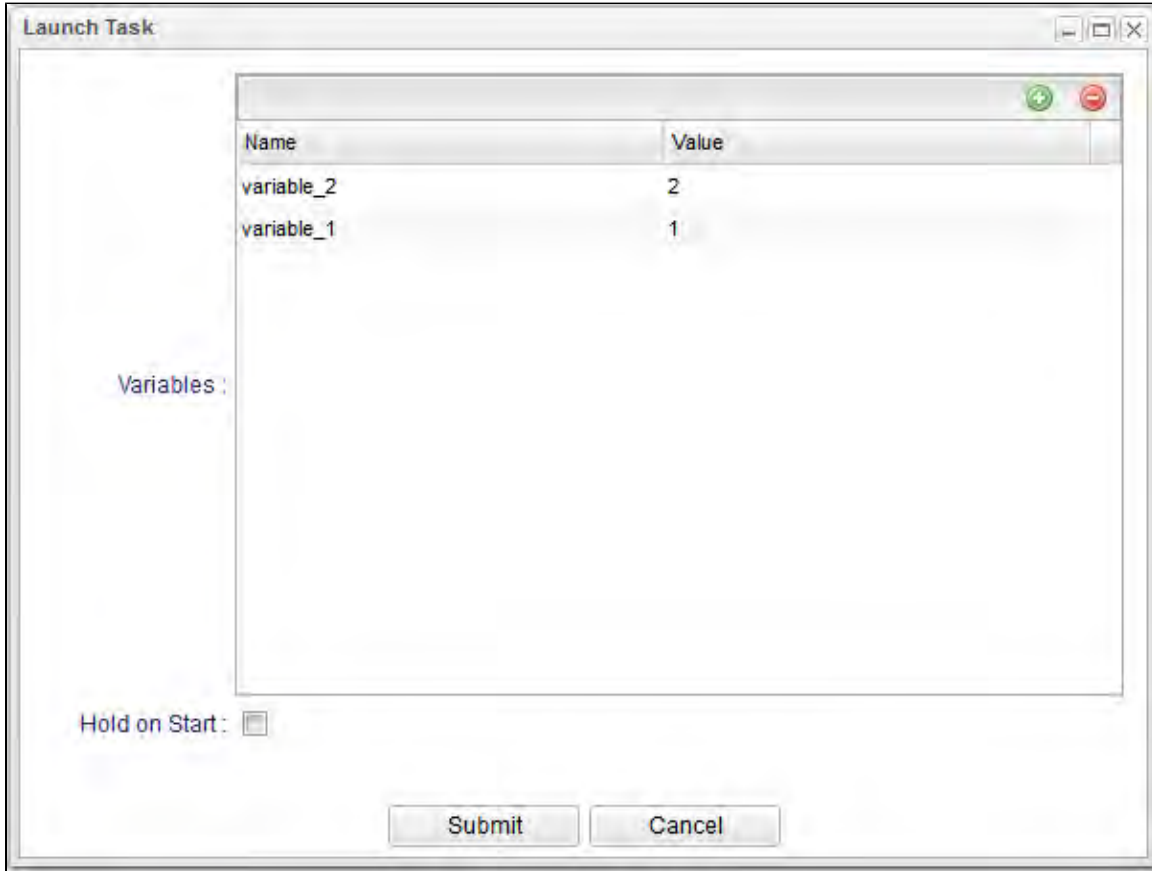 Launch Task
Name Value
variable_2 2
variable_1 1
Variables :
Hold on Start :
Submit Cancel